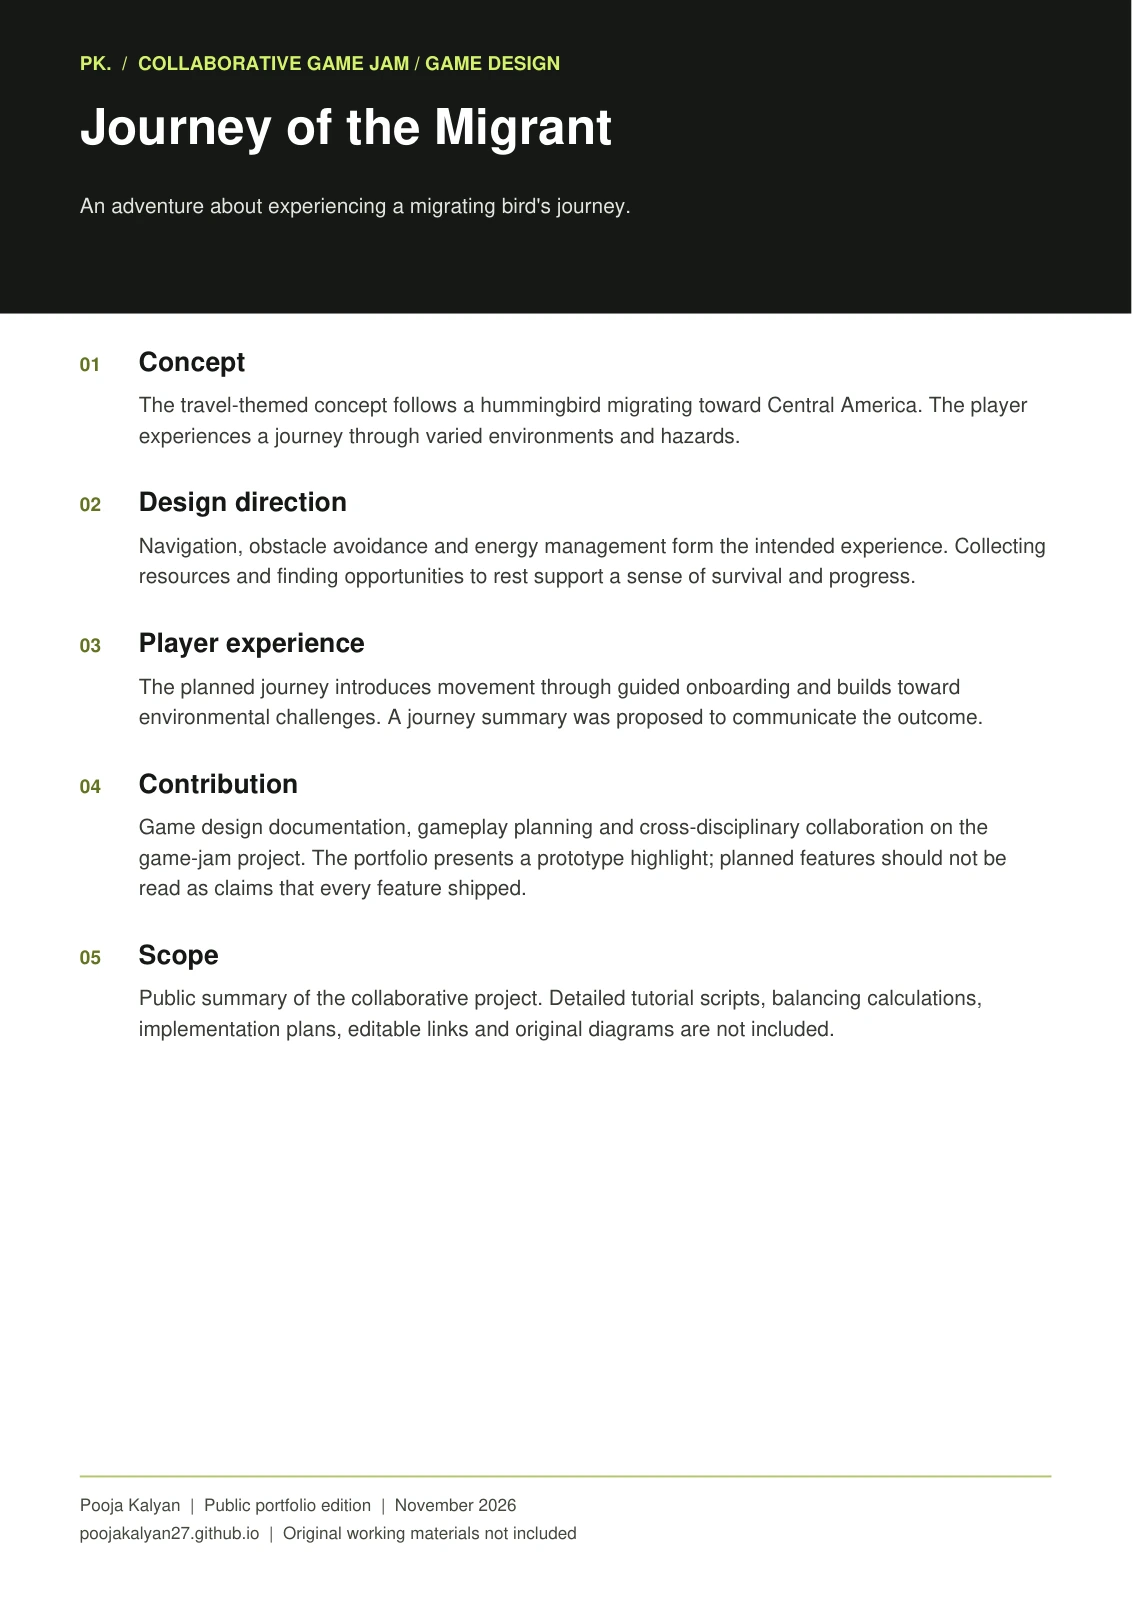 PK. / COLLABORATIVE GAME JAM / GAME DESIGN
Journey of the Migrant
An adventure about experiencing a migrating bird's journey.
01 Concept
The travel-themed concept follows a hummingbird migrating toward Central America. The player
experiences a journey through varied environments and hazards.
02 Design direction
Navigation, obstacle avoidance and energy management form the intended experience. Collecting
resources and finding opportunities to rest support a sense of survival and progress.
03 Player experience
The planned journey introduces movement through guided onboarding and builds toward
environmental challenges. A journey summary was proposed to communicate the outcome.
04 Contribution
Game design documentation, gameplay planning and cross-disciplinary collaboration on the
game-jam project. The portfolio presents a prototype highlight; planned features should not be
read as claims that every feature shipped.
05 Scope
Public summary of the collaborative project. Detailed tutorial scripts, balancing calculations,
implementation plans, editable links and original diagrams are not included.
Pooja Kalyan | Public portfolio edition | November 2026
poojakalyan27.github.io | Original working materials not included